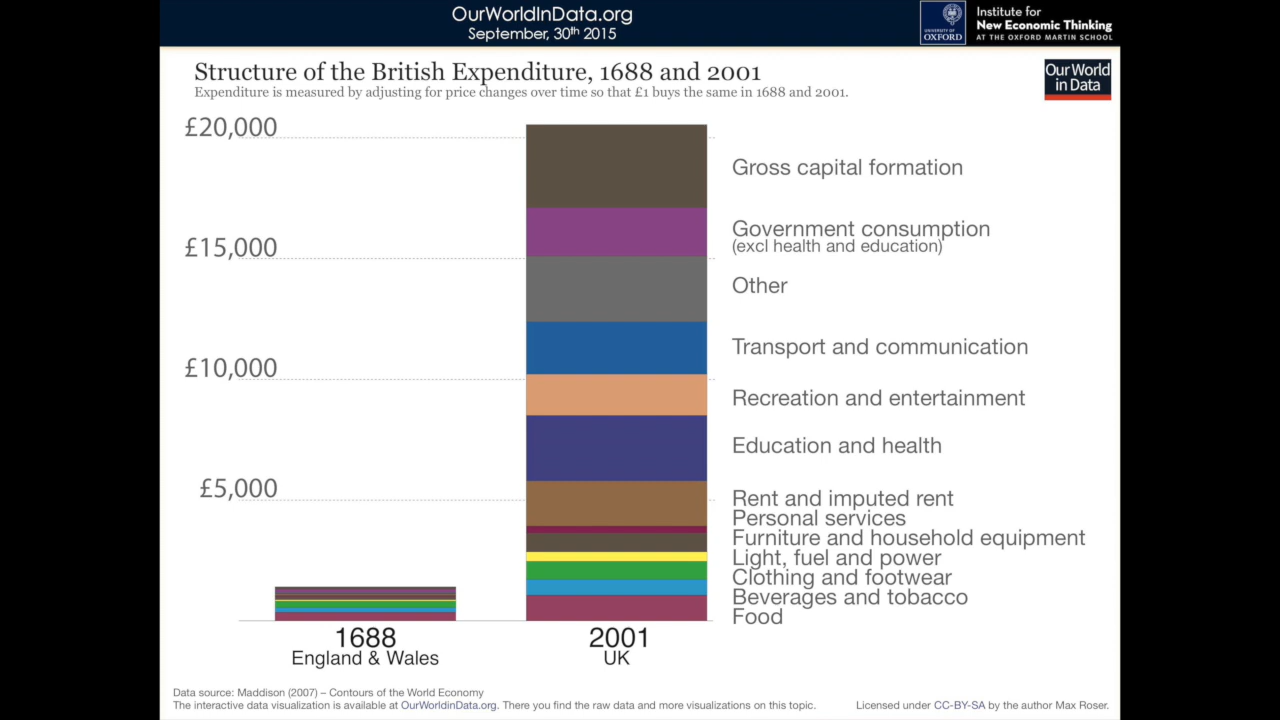 OurWorldInData.org
September, 30th 2015
UNIVERSITY OF
OXFORD
Institute for
New Economic Thinking
AT THE OXFORD MARTIN SCHOOL
Structure of the British Expenditure, 1688 and 2001
Expenditure is measured by adjusting for price changes over time so that £1 buys the same in 1688 and 2001.
Our World
in Data
£20,000
£15,000
£10,000
£5,000
Gross capital formation
Government consumption
(excl health and education)
Other
Transport and communication
Recreation and entertainment
Education and health
Rent and imputed rent
Personal services
Furniture and household equipment
Light, fuel and power
Clothing and footwear
Beverages and tobacco
Food
1688
England & Wales
2001
UK
Data source: Maddison (2007) – Contours of the World Economy
The interactive data visualization is available at OurWorldinData.org. There you find the raw data and more visualizations on this topic.
Licensed under CC-BY-SA by the author Max Roser.